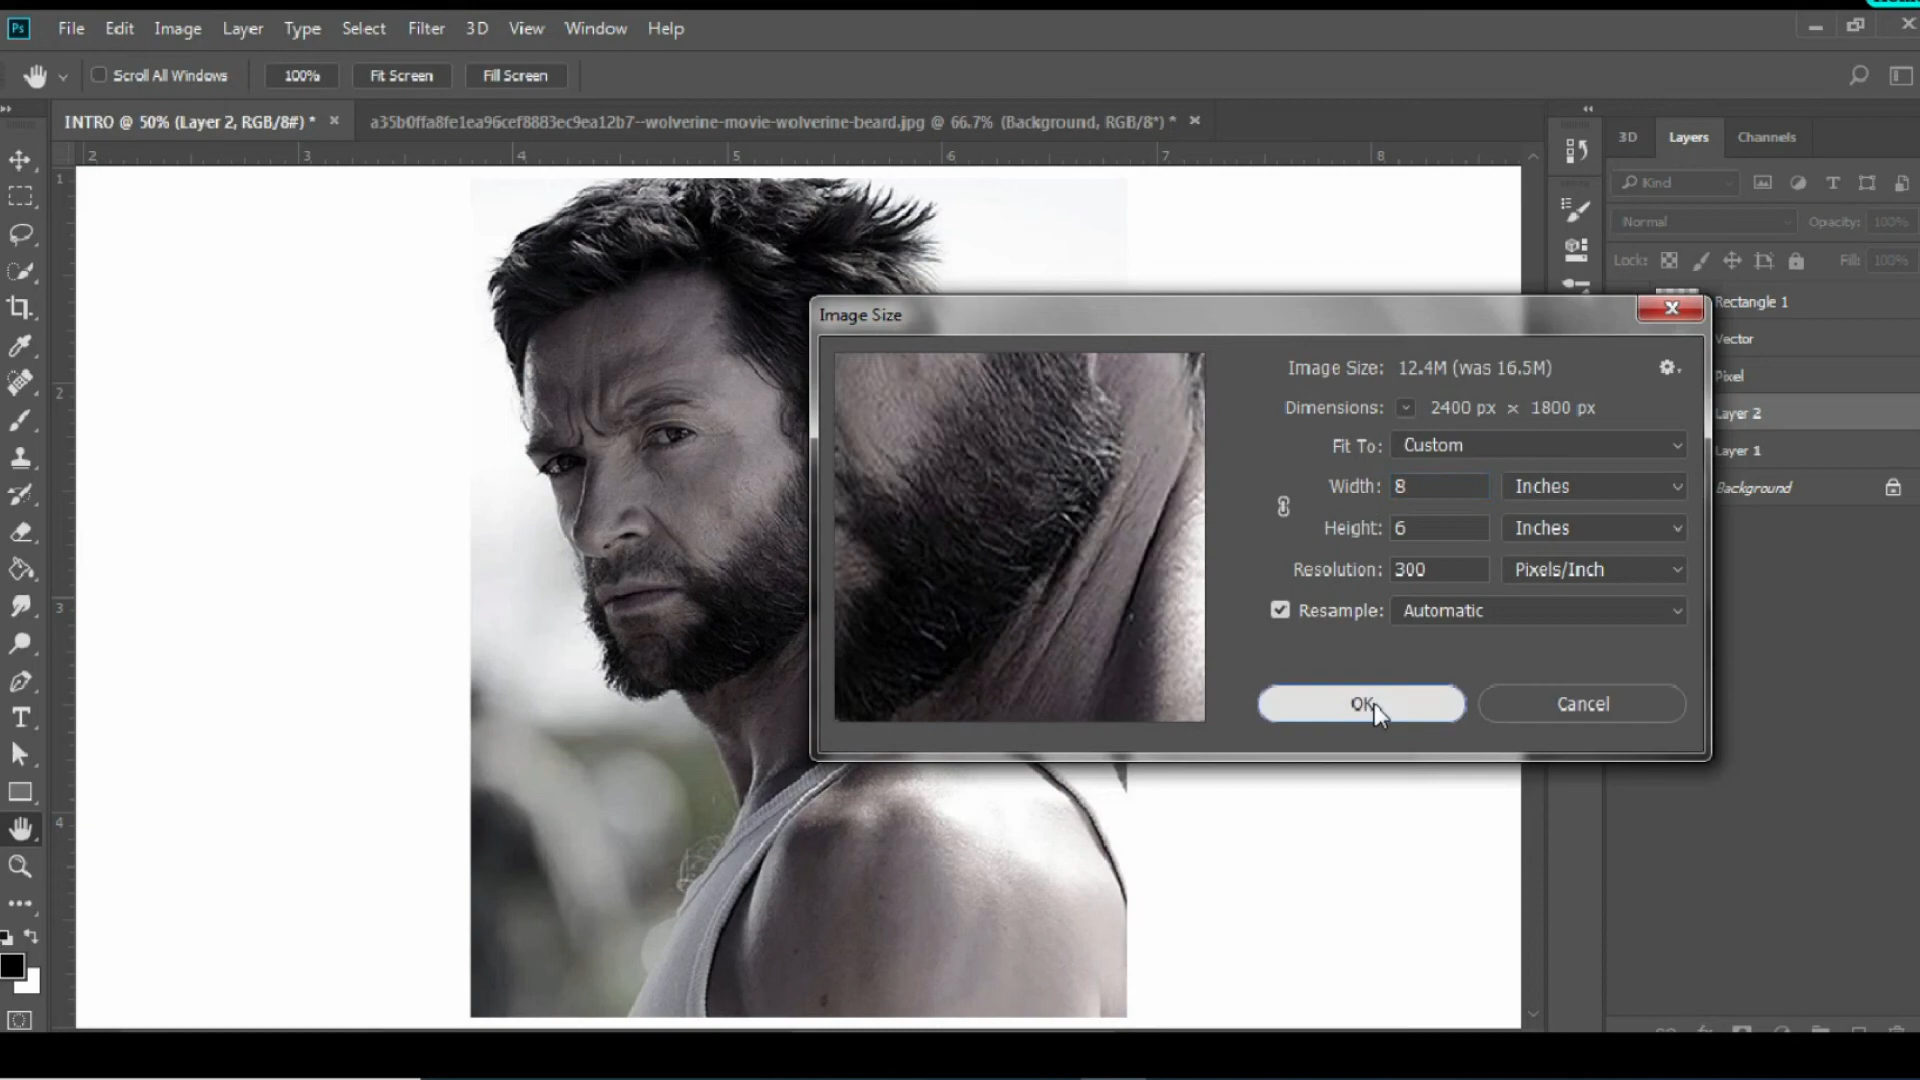 Ps File Edit Image Layer Type Select Filter 3D View Window Help
Scroll All Windows 100% Fit Screen Fill Screen
INTRO @ 50% (Layer 2, RGB/8#) * × a35b0ffa8fe1ea96cef8883ec9ea12b7--wolverine-movie-wolverine-beard.jpg @ 66.7% (Background, RGB/8*) * ×
2 3 4 5 6 7 8
1
2
3
4
3D Layers Channels
Kind
Normal Opacity: 100%
Lock: Fill: 100%
Rectangle 1
Vector
Pixel
Layer 2
Layer 1
Background
Image Size
Image Size: 12.4M (was 16.5M)
Dimensions: 2400 px × 1800 px
Fit To: Custom
Width: 8 Inches
Height: 6 Inches
Resolution: 300 Pixels/Inch
Resample: Automatic
OK Cancel